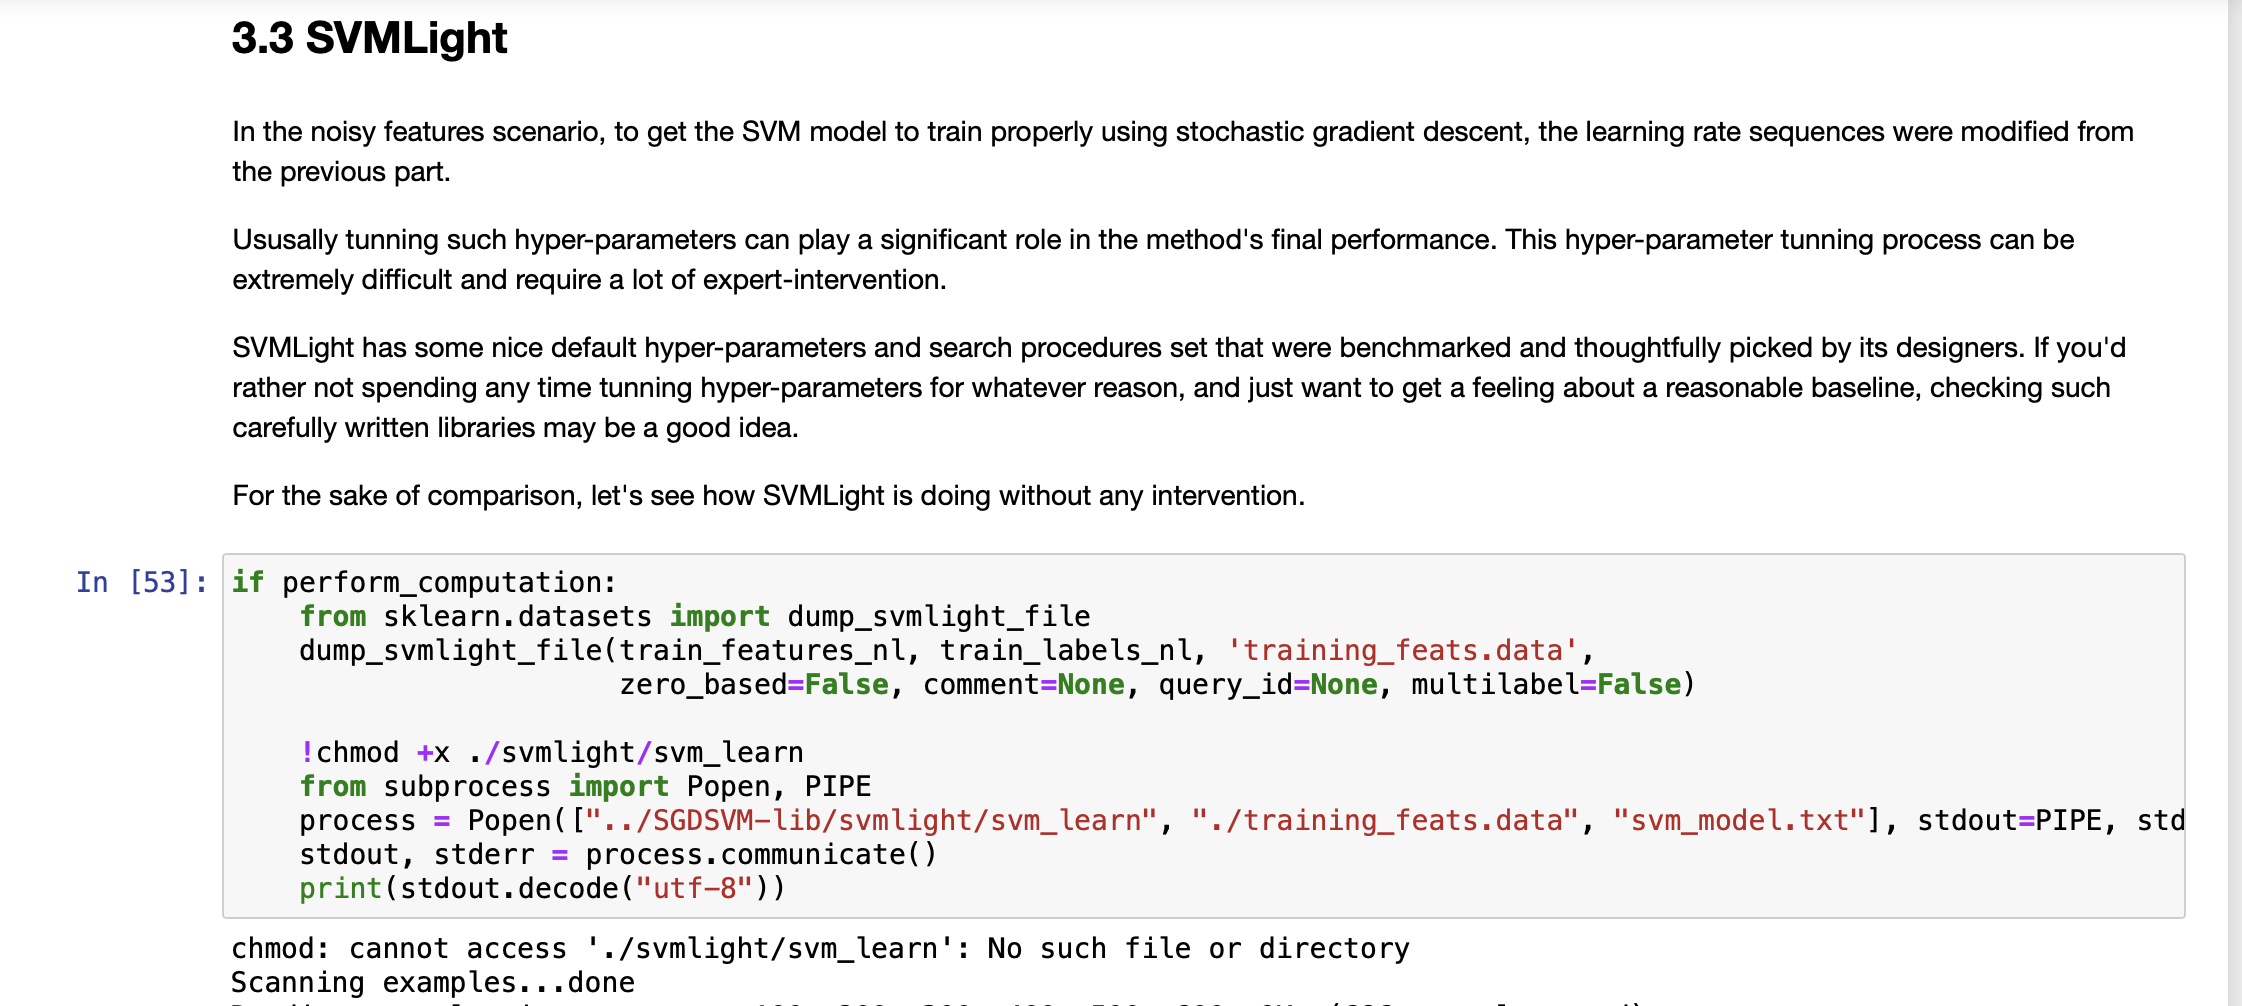 3.3 SVMLight
In the noisy features scenario, to get the SVM model to train properly using stochastic gradient descent, the learning rate sequences were modified from
the previous part.
Ususally tunning such hyper-parameters can play a significant role in the method's final performance. This hyper-parameter tunning process can be
extremely difficult and require a lot of expert-intervention.
SVMLight has some nice default hyper-parameters and search procedures set that were benchmarked and thoughtfully picked by its designers. If you'd
rather not spending any time tunning hyper-parameters for whatever reason, and just want to get a feeling about a reasonable baseline, checking such
carefully written libraries may be a good idea.
For the sake of comparison, let's see how SVMLight is doing without any intervention.
In [53]: if perform_computation:
    from sklearn.datasets import dump_svmlight_file
    dump_svmlight_file(train_features_nl, train_labels_nl, 'training_feats.data',
                       zero_based=False, comment=None, query_id=None, multilabel=False)
    !chmod +x ./svmlight/svm_learn
    from subprocess import Popen, PIPE
    process = Popen(["../SGDSVM-lib/svmlight/svm_learn", "./training_feats.data", "svm_model.txt"], stdout=PIPE, std
    stdout, stderr = process.communicate()
    print(stdout.decode("utf-8"))
chmod: cannot access './svmlight/svm_learn': No such file or directory
Scanning examples...done